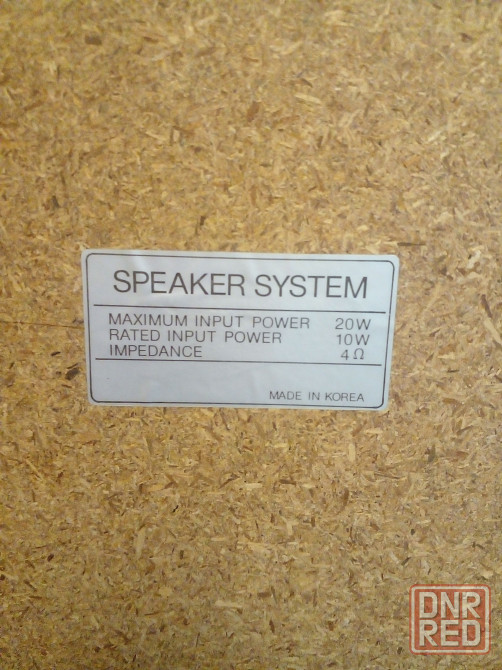 SPEAKER SYSTEM
MAXIMUM INPUT POWER 20W
RATED INPUT POWER 10W
IMPEDANCE 4Ω
MADE IN KOREA
DNR
RED